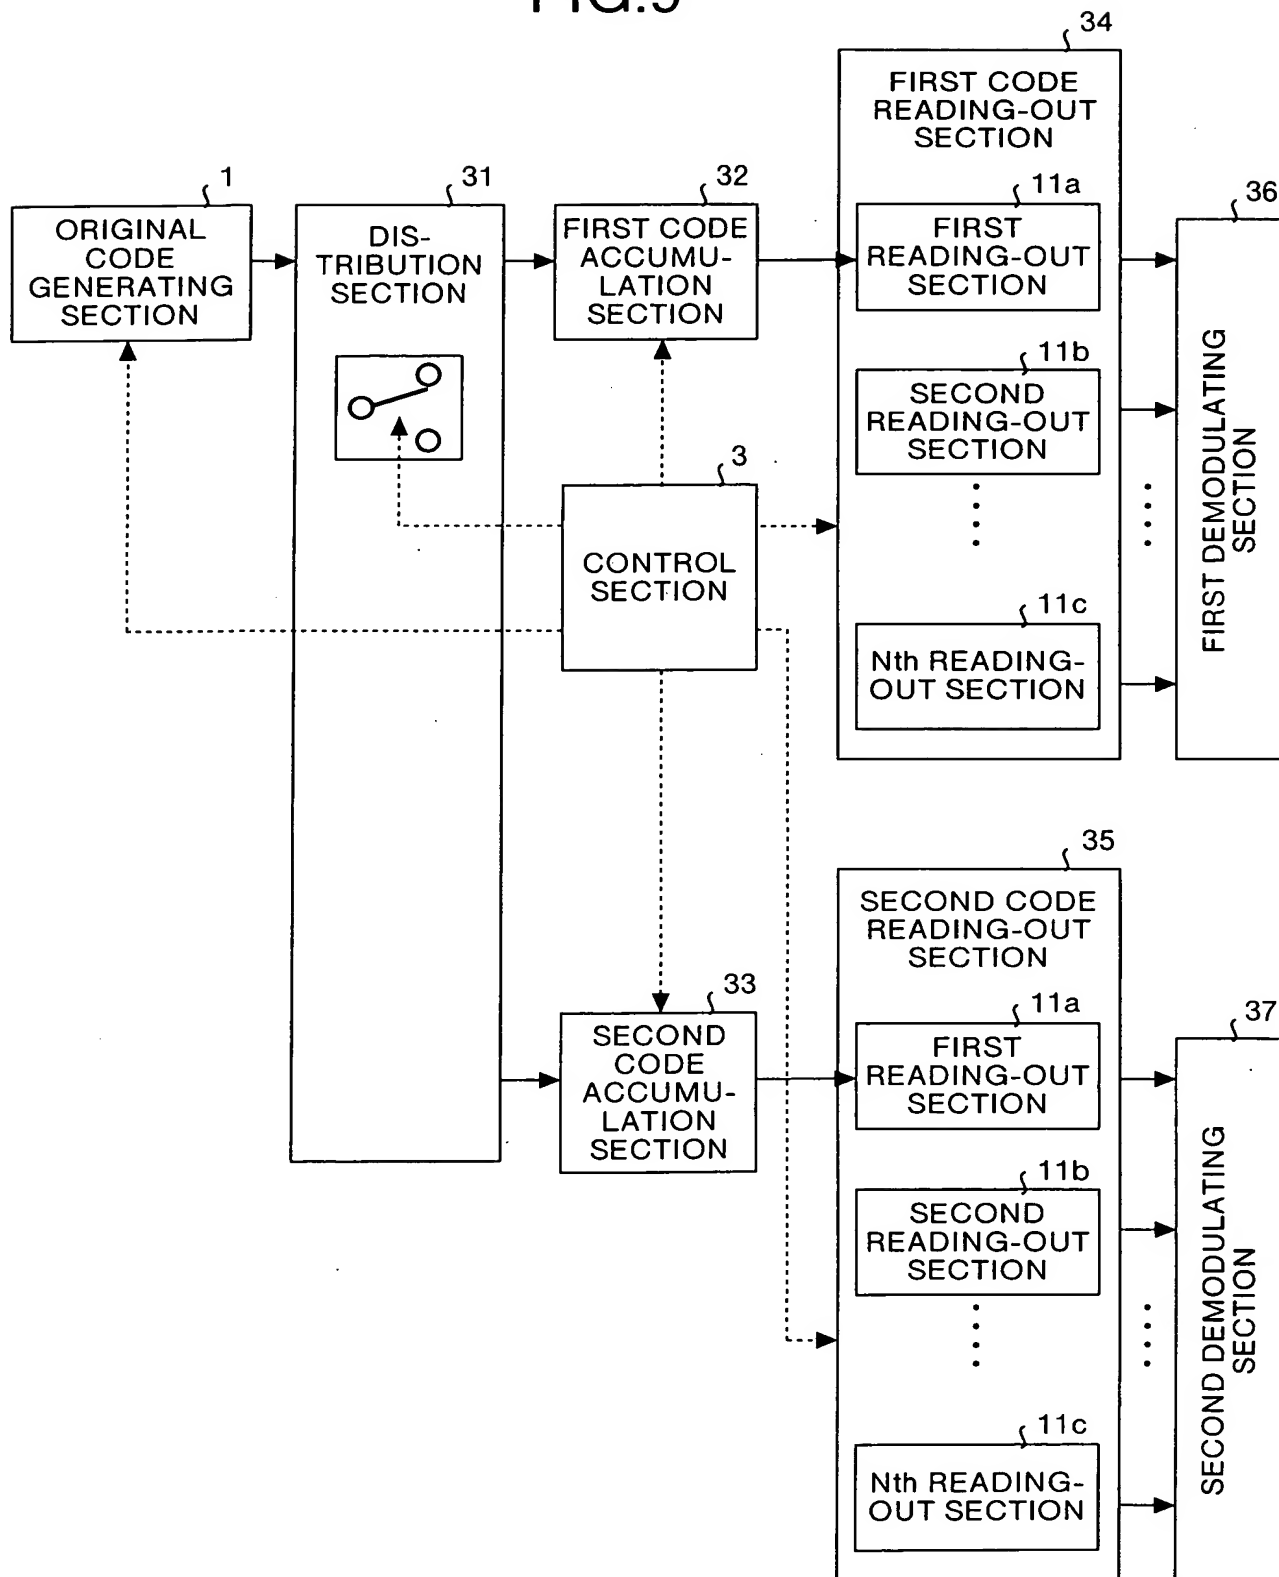 34
FIRST CODE
READING-OUT
SECTION
1
31
32
11a
36
ORIGINAL
CODE
GENERATING
SECTION
DIS-
TRIBUTION
SECTION
FIRST CODE
ACCUMU-
LATION
SECTION
FIRST
READING-OUT
SECTION
11b
SECOND
READING-OUT
SECTION
3
CONTROL
SECTION
11c
Nth READING-
OUT SECTION
FIRST DEMODULATING
SECTION
35
SECOND CODE
READING-OUT
SECTION
33
SECOND
CODE
ACCUMU-
LATION
SECTION
11a
FIRST
READING-OUT
SECTION
37
11b
SECOND
READING-OUT
SECTION
11c
Nth READING-
OUT SECTION
SECOND DEMODULATING
SECTION